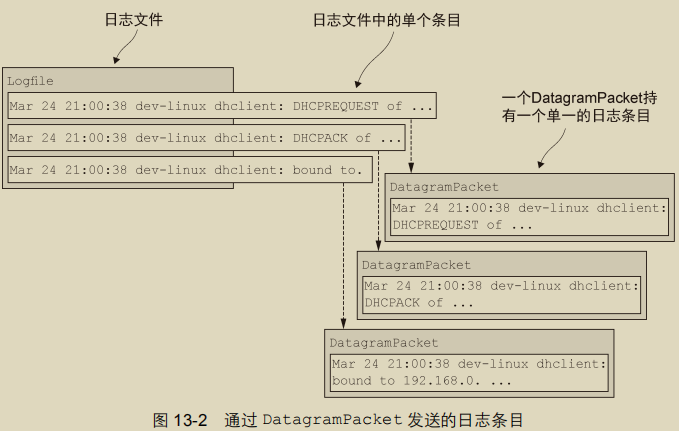 日志文件
日志文件中的单个条目
Logfile
Mar 24 21:00:38 dev-linux dhclient: DHCPREQUEST of ...
Mar 24 21:00:38 dev-linux dhclient: DHCPACK of ...
Mar 24 21:00:38 dev-linux dhclient: bound to.
一个DatagramPacket持
有一个单一的日志条目
DatagramPacket
Mar 24 21:00:38 dev-linux dhclient:
DHCPREQUEST of ...
DatagramPacket
Mar 24 21:00:38 dev-linux dhclient:
DHCPACK of ...
DatagramPacket
Mar 24 21:00:38 dev-linux dhclient:
bound to 192.168.0. ...
图 13-2 通过 DatagramPacket 发送的日志条目